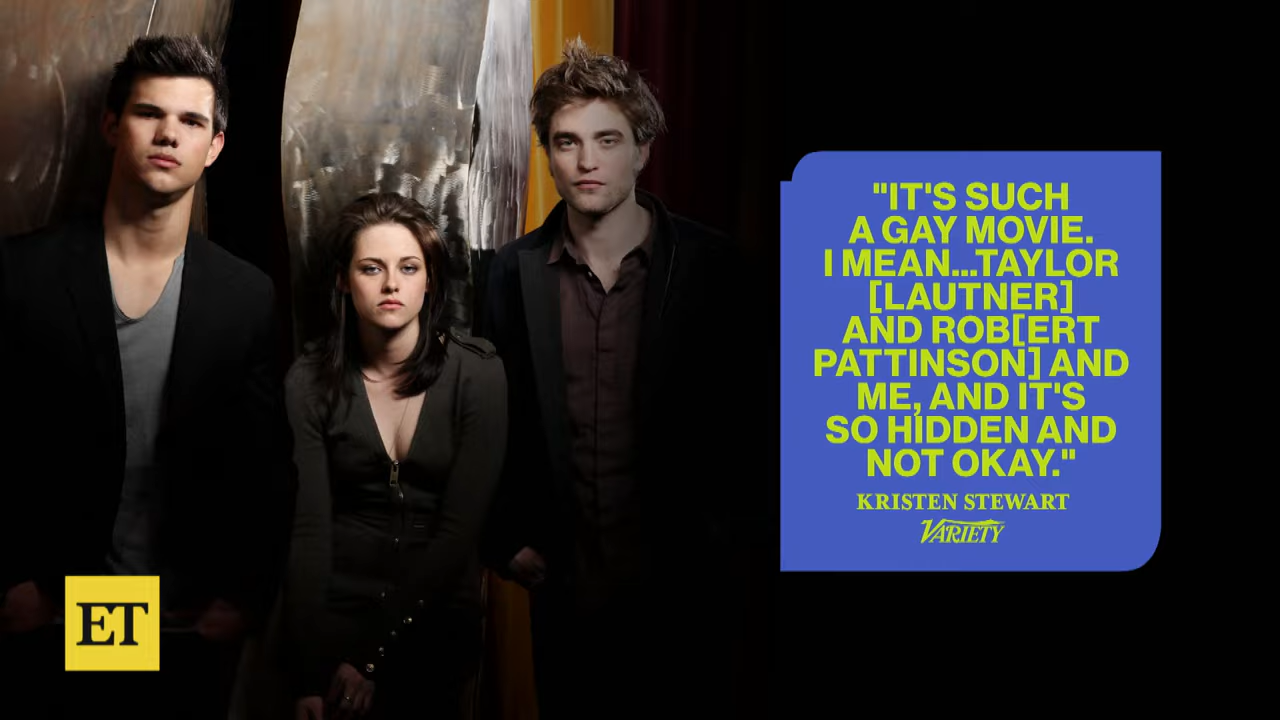 "IT'S SUCH
A GAY MOVIE.
I MEAN...TAYLOR
[LAUTNER]
AND ROB[ERT
PATTINSON] AND
ME, AND IT'S
SO HIDDEN AND
NOT OKAY."
KRISTEN STEWART
VARIETY
ET